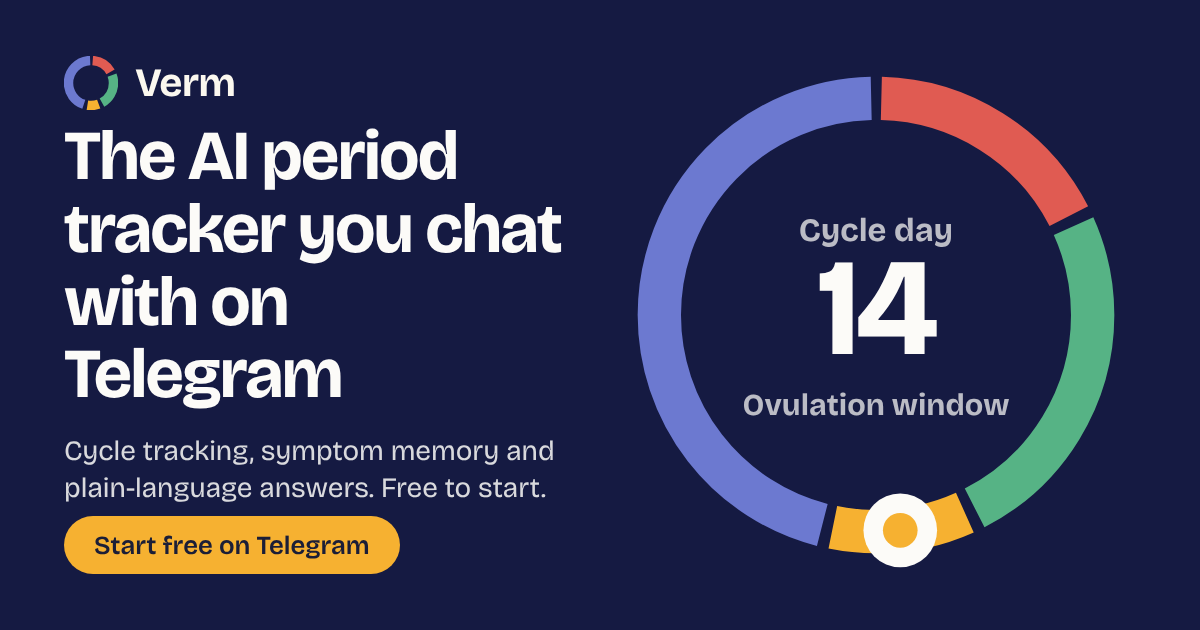 Verm
The AI period
tracker you chat
with on
Telegram
Cycle tracking, symptom memory and
plain-language answers. Free to start.
Start free on Telegram
Cycle day
14
Ovulation window